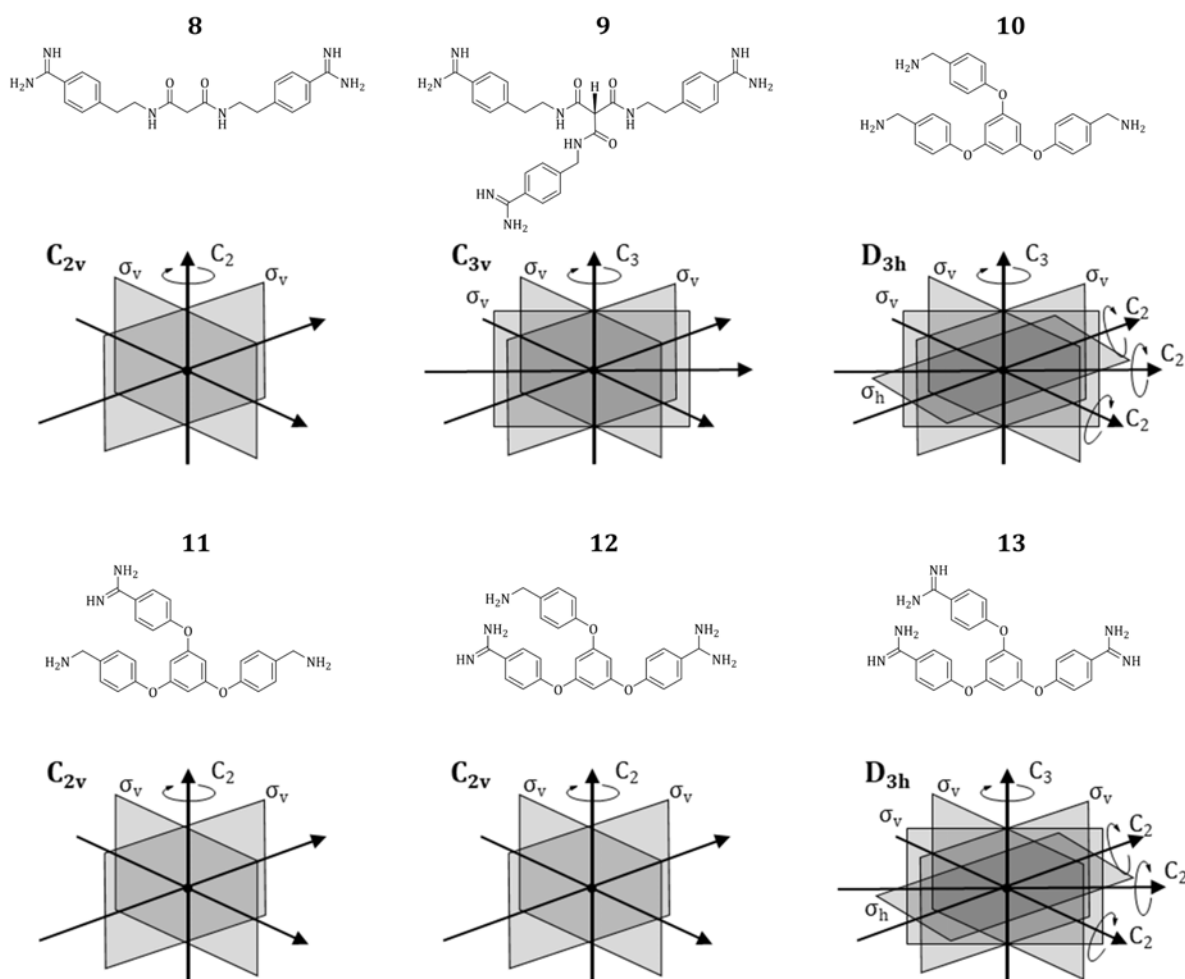 8 9 10
NH O O NH
H₂N N N NH₂
H H
NH O H O NH
H₂N N N NH₂
H H
HN O
HN
NH₂
H₂N
O
H₂N O O NH₂
C₂ᵥ σᵥ C₂ σᵥ
C₃ᵥ σᵥ σᵥ C₃ σᵥ
D₃ₕ σᵥ σᵥ C₃ σᵥ C₂ C₂ C₂ σₕ
11 12 13
NH₂
HN
O
H₂N O O NH₂
H₂N
O
NH₂ NH₂
HN O O NH₂
NH
H₂N
O
NH₂ NH₂
HN O O NH
C₂ᵥ σᵥ C₂ σᵥ
C₂ᵥ σᵥ C₂ σᵥ
D₃ₕ σᵥ σᵥ C₃ σᵥ C₂ C₂ C₂ σₕ